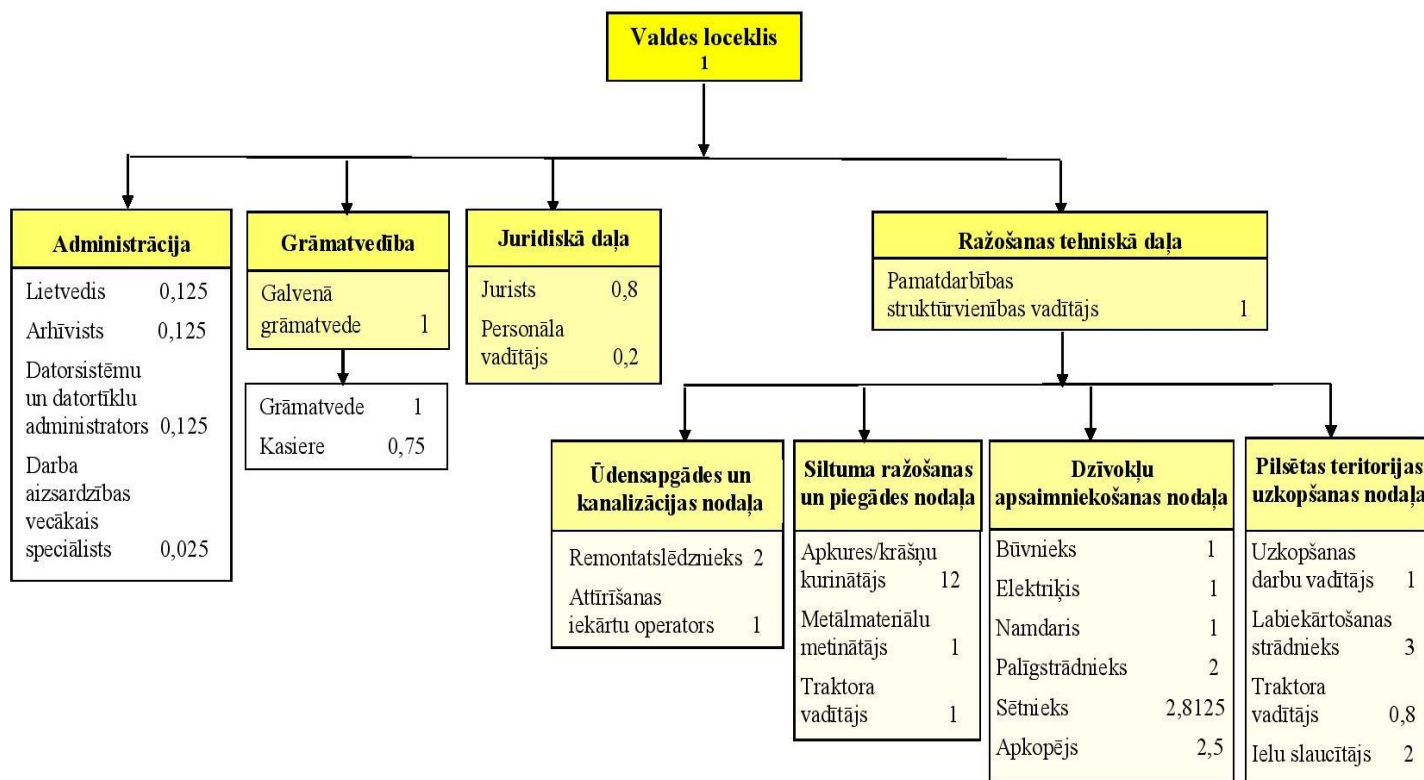 Valdes loceklis
1
Administrācija
Lietvedis 0,125
Arhīvists 0,125
Datorsistēmu
un datortīklu
administrators 0,125
Darba
aizsardzības
vecākais
speciālists 0,025
Grāmatvedība
Galvenā
grāmatvede 1
Grāmatvede 1
Kasiere 0,75
Juridiskā daļa
Jurists 0,8
Personāla
vadītājs 0,2
Ražošanas tehniskā daļa
Pamatdarbības
struktūrvienības vadītājs 1
Ūdensapgādes un
kanalizācijas nodaļa
Remontatslēdznieks 2
Attīrīšanas
iekārtu operators 1
Siltuma ražošanas
un piegādes nodaļa
Apkures/krāšņu
kurinātājs 12
Metālmateriālu
metinātājs 1
Traktora
vadītājs 1
Dzīvokļu
apsaimniekošanas nodaļa
Būvnieks 1
Elektriķis 1
Namdaris 1
Palīgstrādnieks 2
Sētnieks 2,8125
Apkopējs 2,5
Pilsētas teritorijas
uzkopšanas nodaļa
Uzkopšanas
darbu vadītājs 1
Labiekārtošanas
strādnieks 3
Traktora
vadītājs 0,8
Ielu slaucītājs 2